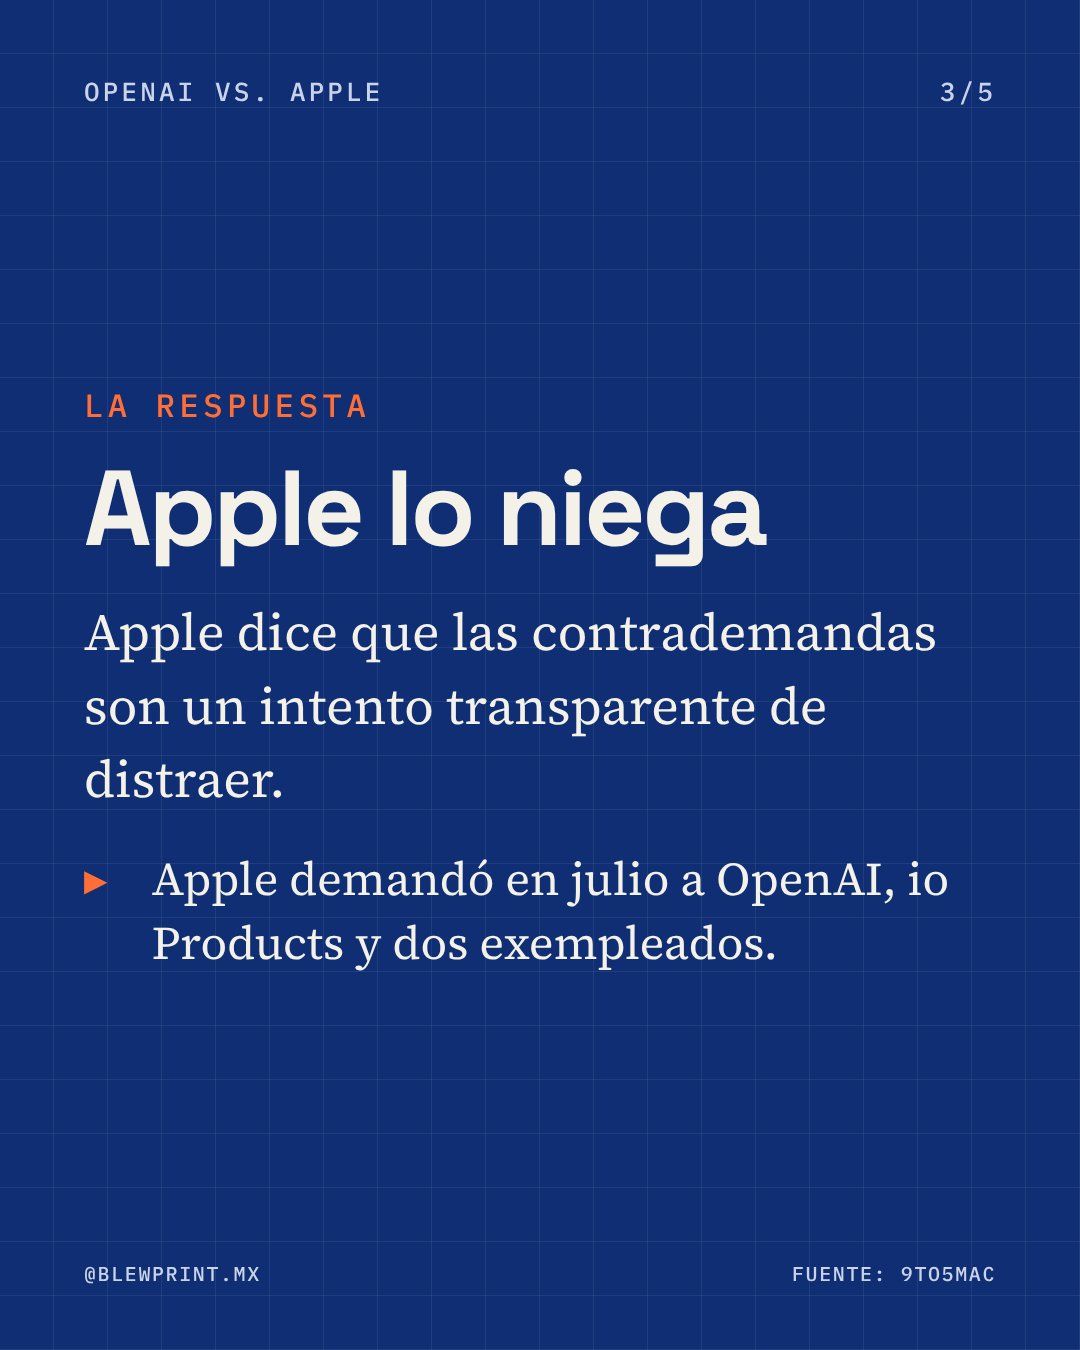 OPENAI VS. APPLE
3/5
LA RESPUESTA
Apple lo niega
Apple dice que las contrademandas
son un intento transparente de
distraer.
► Apple demandó en julio a OpenAI, io
Products y dos exempleados.
@BLEWPRINT.MX
FUENTE: 9TO5MAC